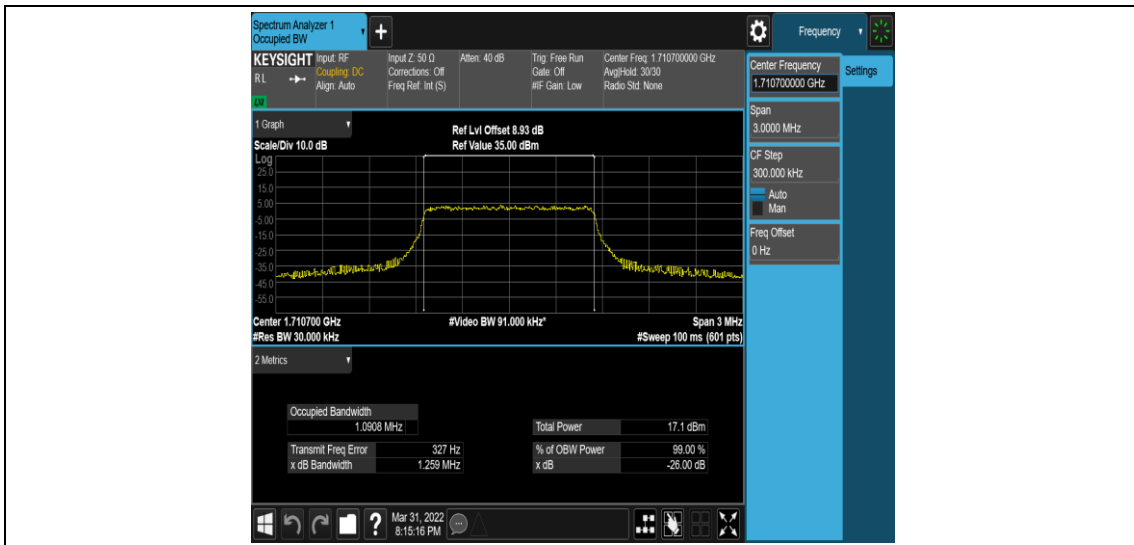 Spectrum Analyzer 1
Occupied BW
+
Frequency
KEYSIGHT
RL
LXI
Input: RF
Coupling: DC
Align: Auto
Input Z: 50 Ω
Corrections: Off
Freq Ref: Int (S)
Atten: 40 dB
Trig: Free Run
Gate: Off
#IF Gain: Low
Center Freq: 1.710700000 GHz
Avg|Hold: 30/30
Radio Std: None
Center Frequency
1.710700000 GHz
Settings
Span
3.0000 MHz
CF Step
300.000 kHz
Auto
Man
Freq Offset
0 Hz
1 Graph
Scale/Div 10.0 dB
Ref Lvl Offset 8.93 dB
Ref Value 35.00 dBm
Log
25.0
15.0
5.00
-5.00
-15.0
-25.0
-35.0
-45.0
-55.0
Center 1.710700 GHz
#Res BW 30.000 kHz
#Video BW 91.000 kHz*
Span 3 MHz
#Sweep 100 ms (601 pts)
2 Metrics
Occupied Bandwidth
1.0908 MHz
Transmit Freq Error 327 Hz
x dB Bandwidth 1.259 MHz
Total Power 17.1 dBm
% of OBW Power 99.00 %
x dB -26.00 dB
?
Mar 31, 2022
8:15:16 PM